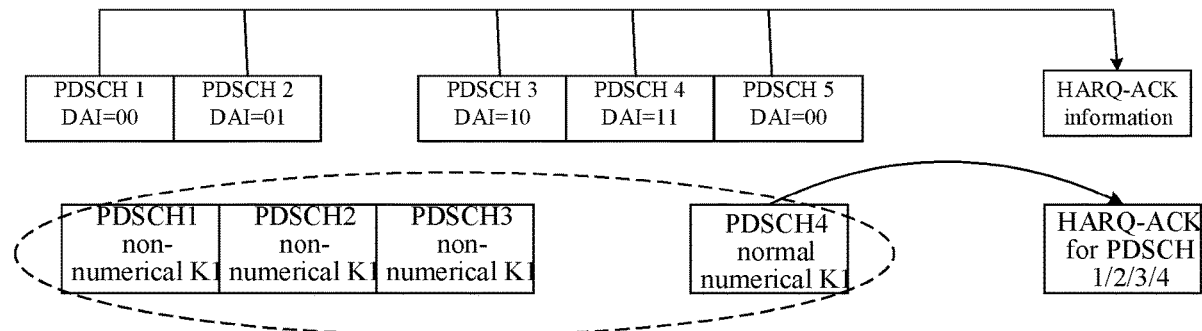 PDSCH 1
DAI=00
PDSCH 2
DAI=01
PDSCH 3
DAI=10
PDSCH 4
DAI=11
PDSCH 5
DAI=00
HARQ-ACK
information
PDSCH1
non-
numerical K1
PDSCH2
non-
numerical K1
PDSCH3
non-
numerical K1
PDSCH4
normal
numerical K1
HARQ-ACK
for PDSCH
1/2/3/4